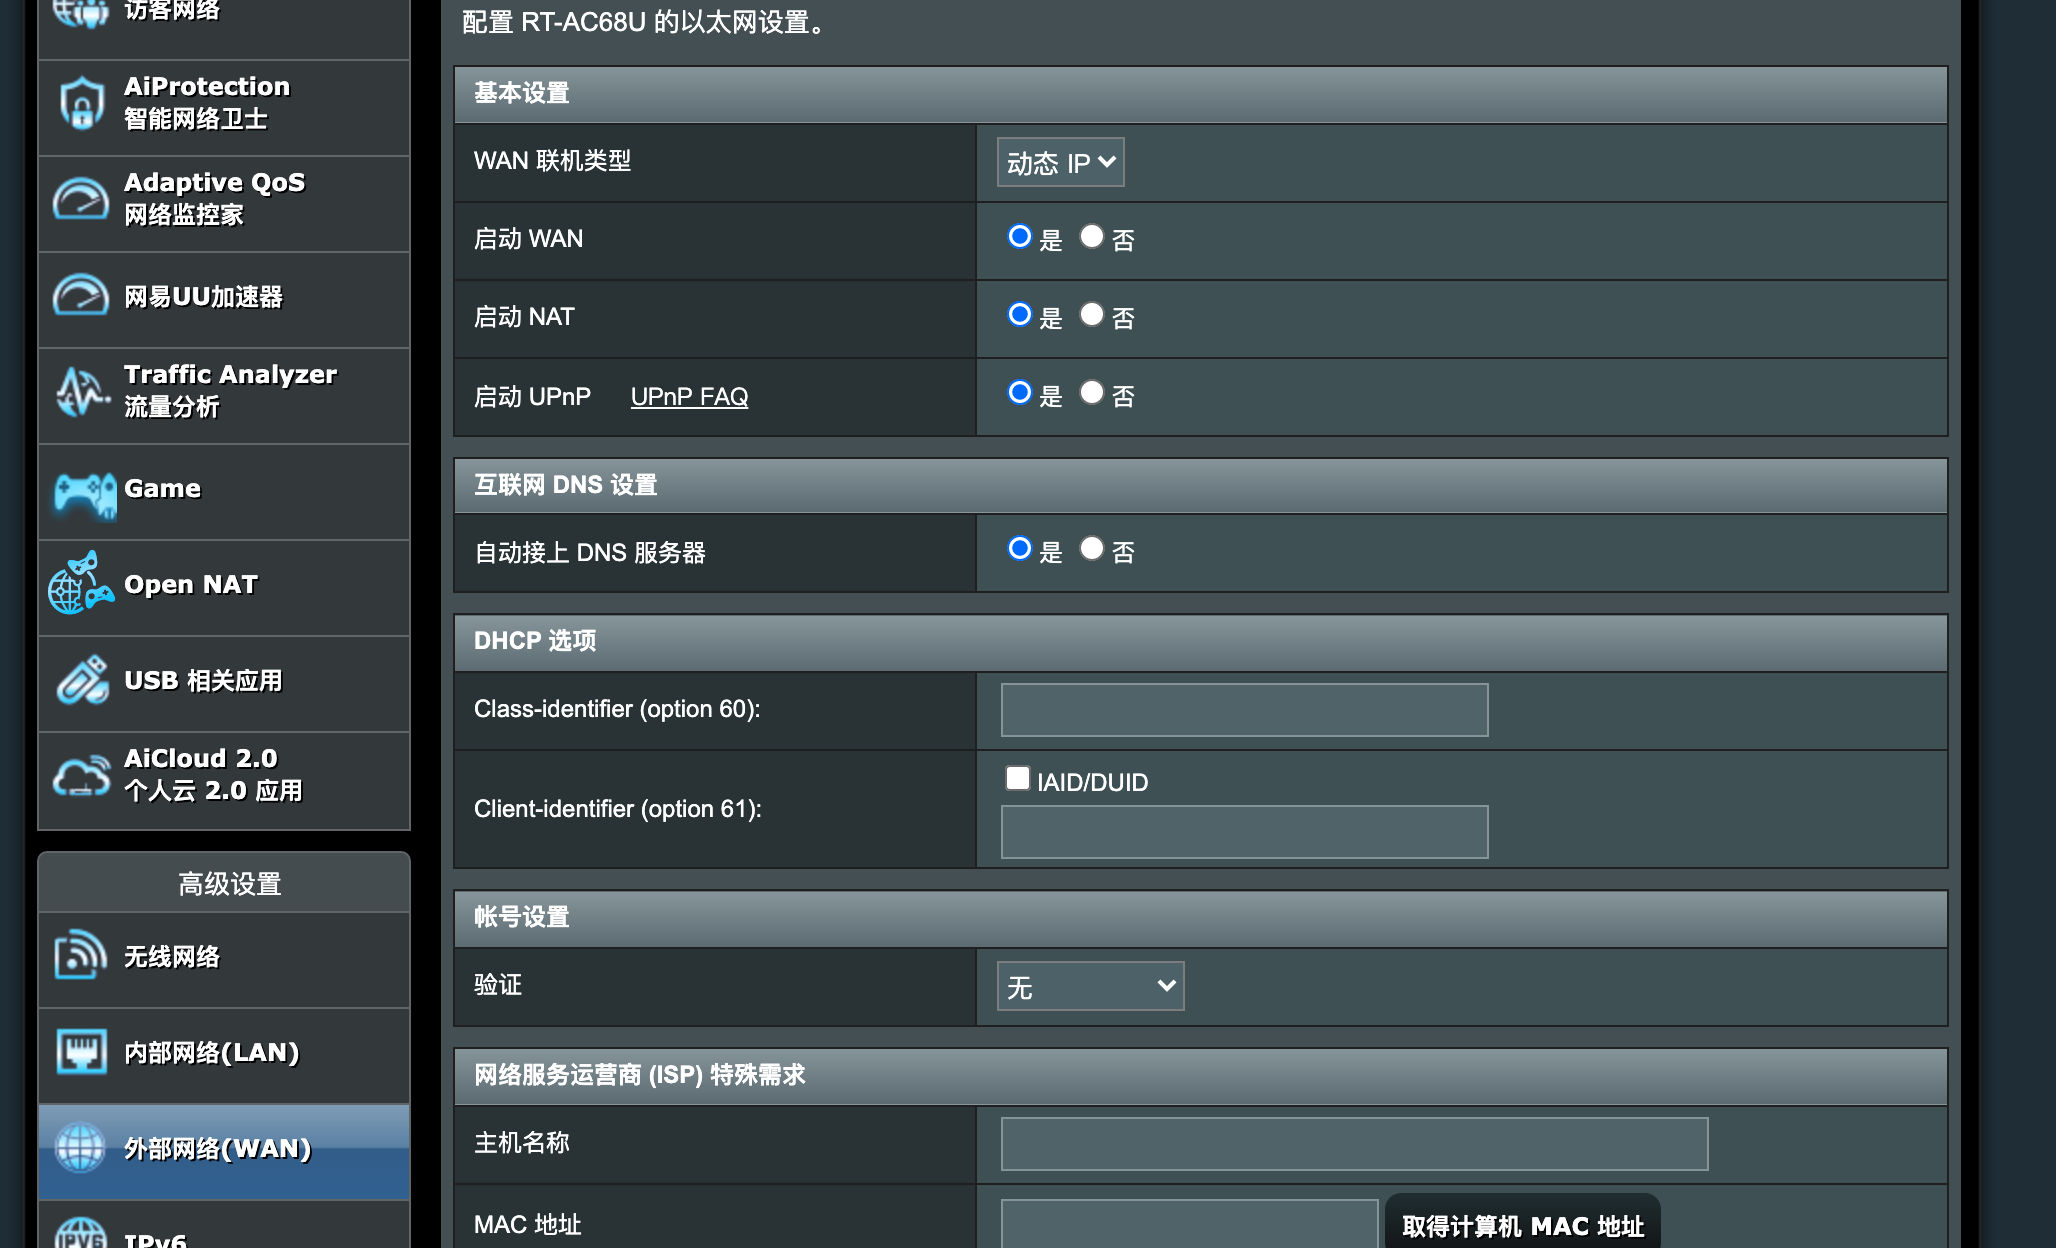 访客网络
AiProtection
智能网络卫士
Adaptive QoS
网络监控家
网易UU加速器
Traffic Analyzer
流量分析
Game
Open NAT
USB 相关应用
AiCloud 2.0
个人云 2.0 应用
高级设置
无线网络
内部网络(LAN)
外部网络(WAN)
IPv6
配置 RT-AC68U 的以太网设置。
基本设置
WAN 联机类型 动态 IP
启动 WAN 是 否
启动 NAT 是 否
启动 UPnP UPnP FAQ 是 否
互联网 DNS 设置
自动接上 DNS 服务器 是 否
DHCP 选项
Class-identifier (option 60):
IAID/DUID
Client-identifier (option 61):
帐号设置
验证 无
网络服务运营商 (ISP) 特殊需求
主机名称
MAC 地址 取得计算机 MAC 地址